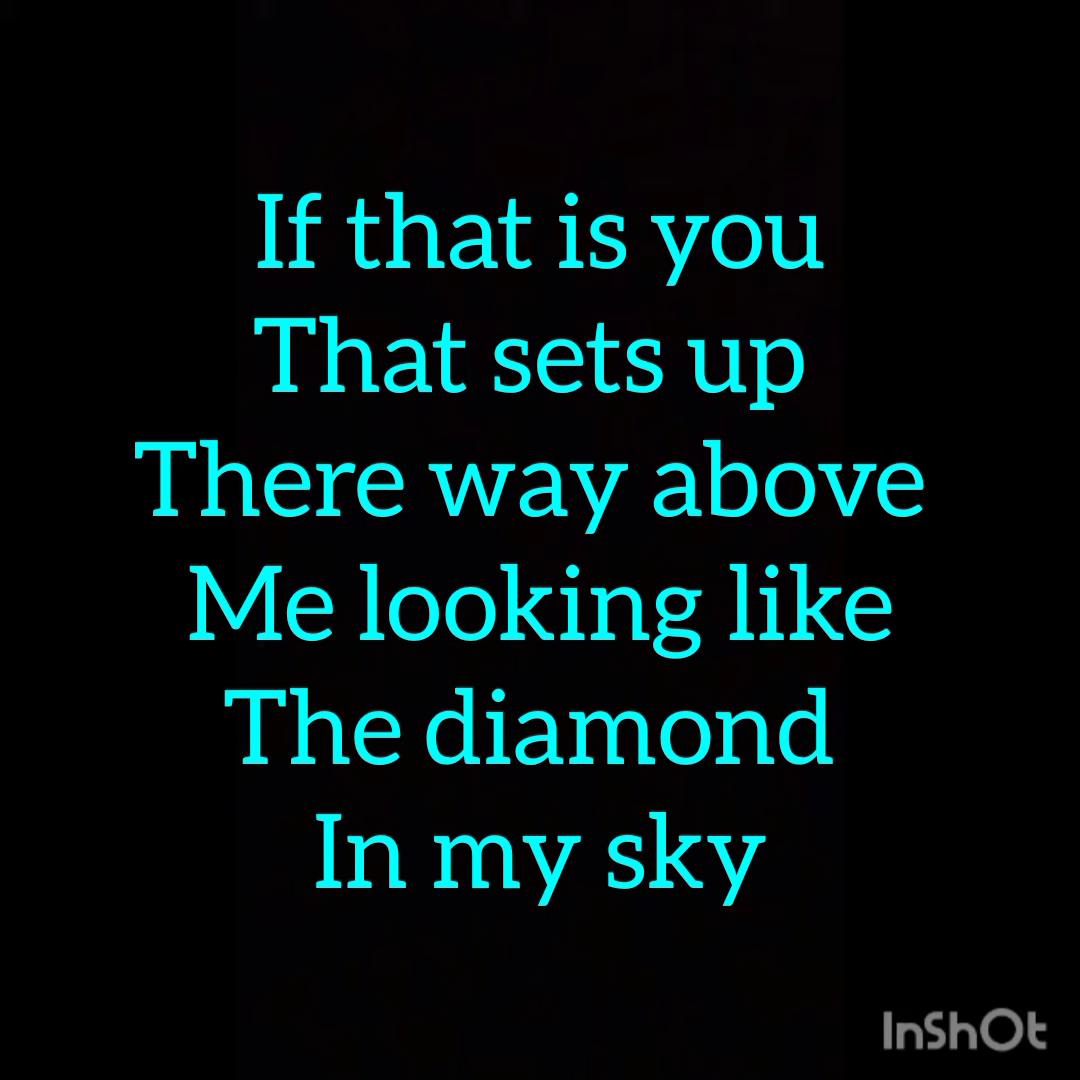 If that is you
That sets up
There way above
Me looking like
The diamond
In my sky
InShOt